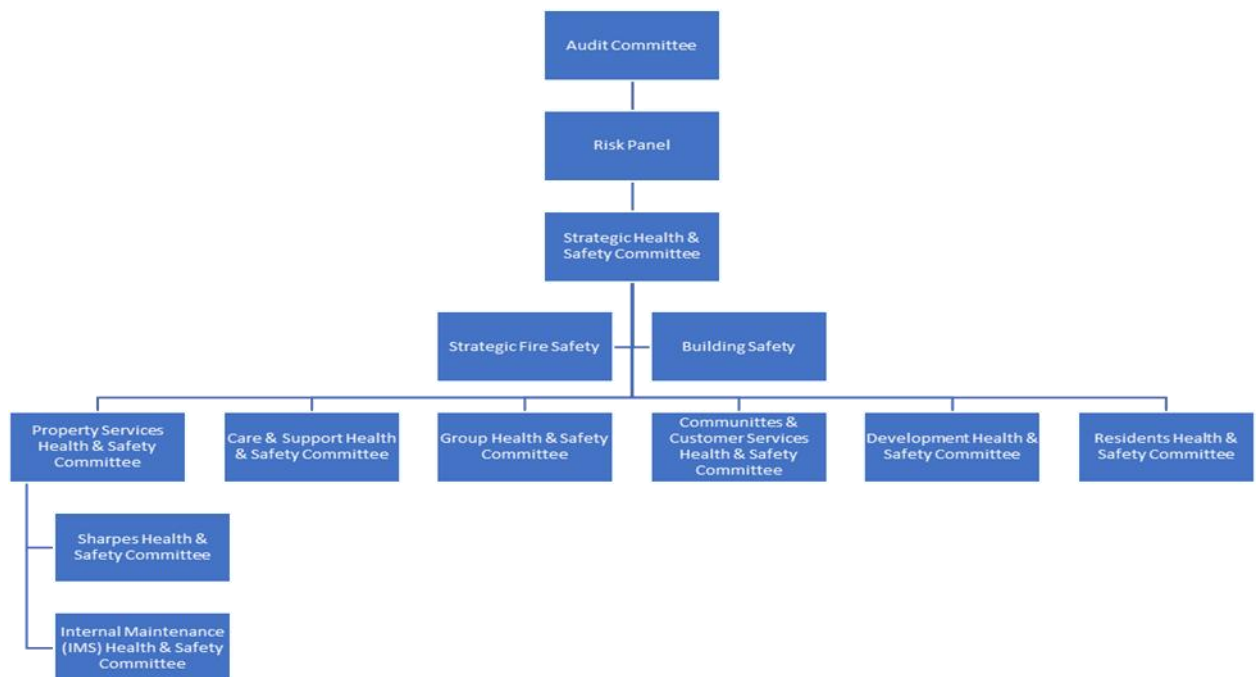 Audit Committee
Risk Panel
Strategic Health &
Safety Committee
Strategic Fire Safety
Building Safety
Property Services
Health & Safety
Committee
Care & Support Health
& Safety Committee
Group Health & Safety
Committee
Communittes &
Customer Services
Health & Safety
Committee
Development Health &
Safety Committee
Residents Health &
Safety Committee
Sharpes Health &
Safety Committee
Internal Maintenance
(IMS) Health & Safety
Committee